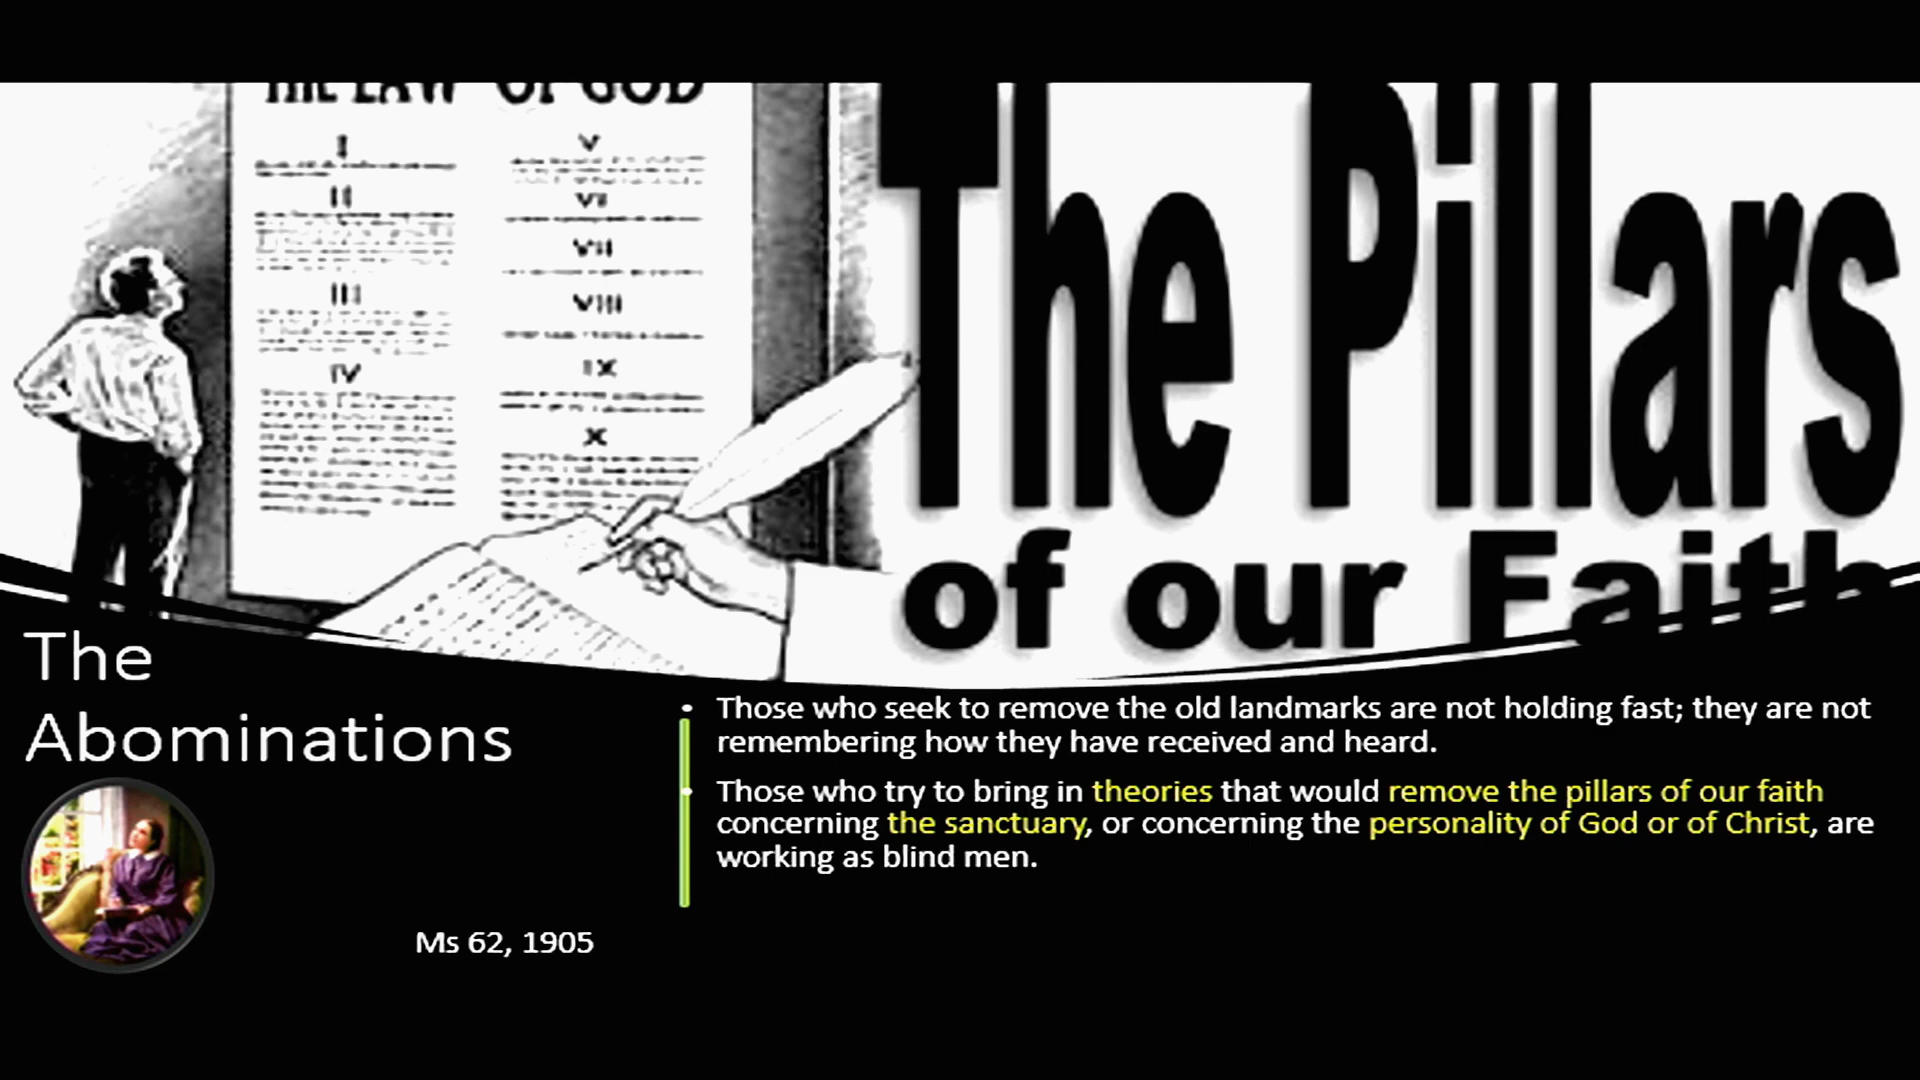 THE LAW OF GOD
I
V
II
VI
VII
III
VIII
IV
IX
X
The Pillars
of our Faith
The
Abominations
• Those who seek to remove the old landmarks are not holding fast; they are not
remembering how they have received and heard.
• Those who try to bring in theories that would remove the pillars of our faith
concerning the sanctuary, or concerning the personality of God or of Christ, are
working as blind men.
Ms 62, 1905